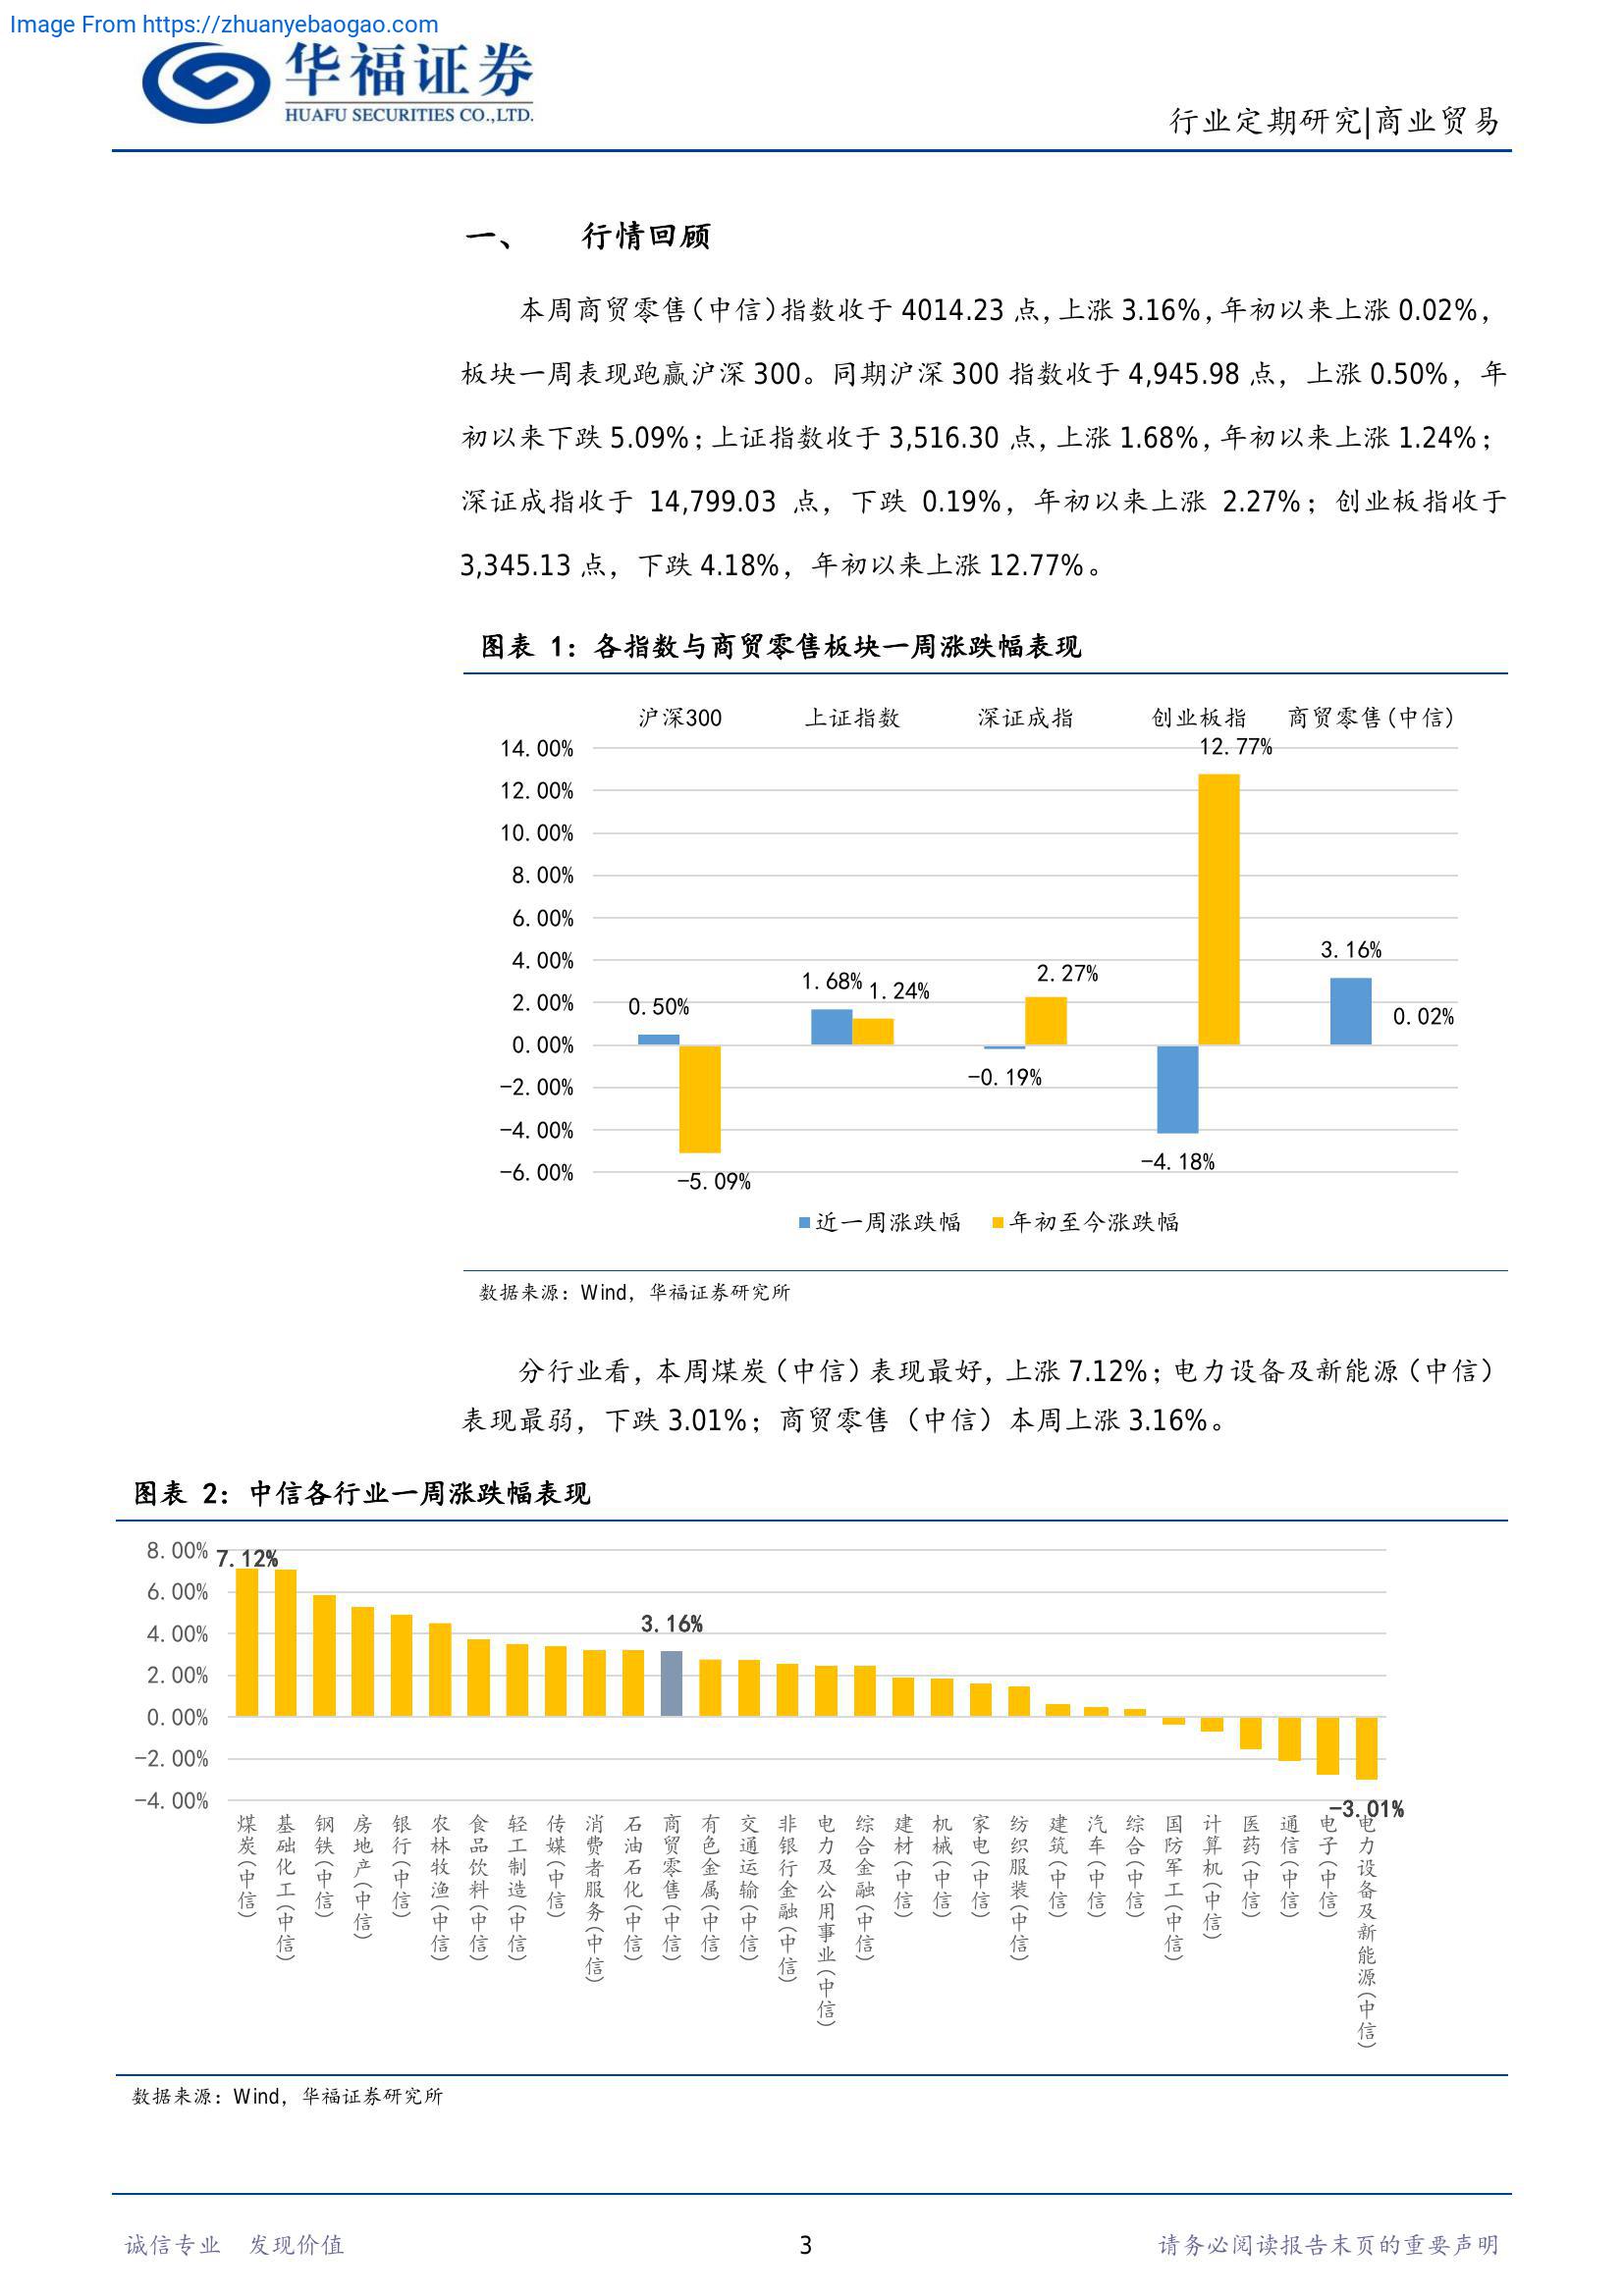 Image From https://zhuanyebaogao.com
华福证券
HUAFU SECURITIES CO.,LTD.
行业定期研究|商业贸易
一、 行情回顾
本周商贸零售（中信）指数收于 4014.23 点，上涨 3.16%，年初以来上涨 0.02%，
板块一周表现跑赢沪深 300。同期沪深 300 指数收于 4,945.98 点，上涨 0.50%，年
初以来下跌 5.09%；上证指数收于 3,516.30 点，上涨 1.68%，年初以来上涨 1.24%；
深证成指收于 14,799.03 点，下跌 0.19%，年初以来上涨 2.27%；创业板指收于
3,345.13 点，下跌 4.18%，年初以来上涨 12.77%。
图表 1：各指数与商贸零售板块一周涨跌幅表现
沪深300 上证指数 深证成指 创业板指 商贸零售(中信)
14.00%
12.00%
10.00%
8.00%
6.00%
4.00%
2.00%
0.00%
-2.00%
-4.00%
-6.00%
0.50%
-5.09%
1.68%
1.24%
-0.19%
2.27%
-4.18%
12.77%
3.16%
0.02%
近一周涨跌幅 年初至今涨跌幅
数据来源：Wind，华福证券研究所
分行业看，本周煤炭（中信）表现最好，上涨 7.12%；电力设备及新能源（中信）
表现最弱，下跌 3.01%；商贸零售（中信）本周上涨 3.16%。
图表 2：中信各行业一周涨跌幅表现
8.00%
6.00%
4.00%
2.00%
0.00%
-2.00%
-4.00%
7.12%
3.16%
-3.01%
煤炭(中信)
基础化工(中信)
钢铁(中信)
房地产(中信)
银行(中信)
农林牧渔(中信)
食品饮料(中信)
轻工制造(中信)
传媒(中信)
消费者服务(中信)
石油石化(中信)
商贸零售(中信)
有色金属(中信)
交通运输(中信)
非银行金融(中信)
电力及公用事业(中信)
综合金融(中信)
建材(中信)
机械(中信)
家电(中信)
纺织服装(中信)
建筑(中信)
汽车(中信)
综合(中信)
国防军工(中信)
计算机(中信)
医药(中信)
通信(中信)
电子(中信)
电力设备及新能源(中信)
数据来源：Wind，华福证券研究所
诚信专业 发现价值
3
请务必阅读报告末页的重要声明